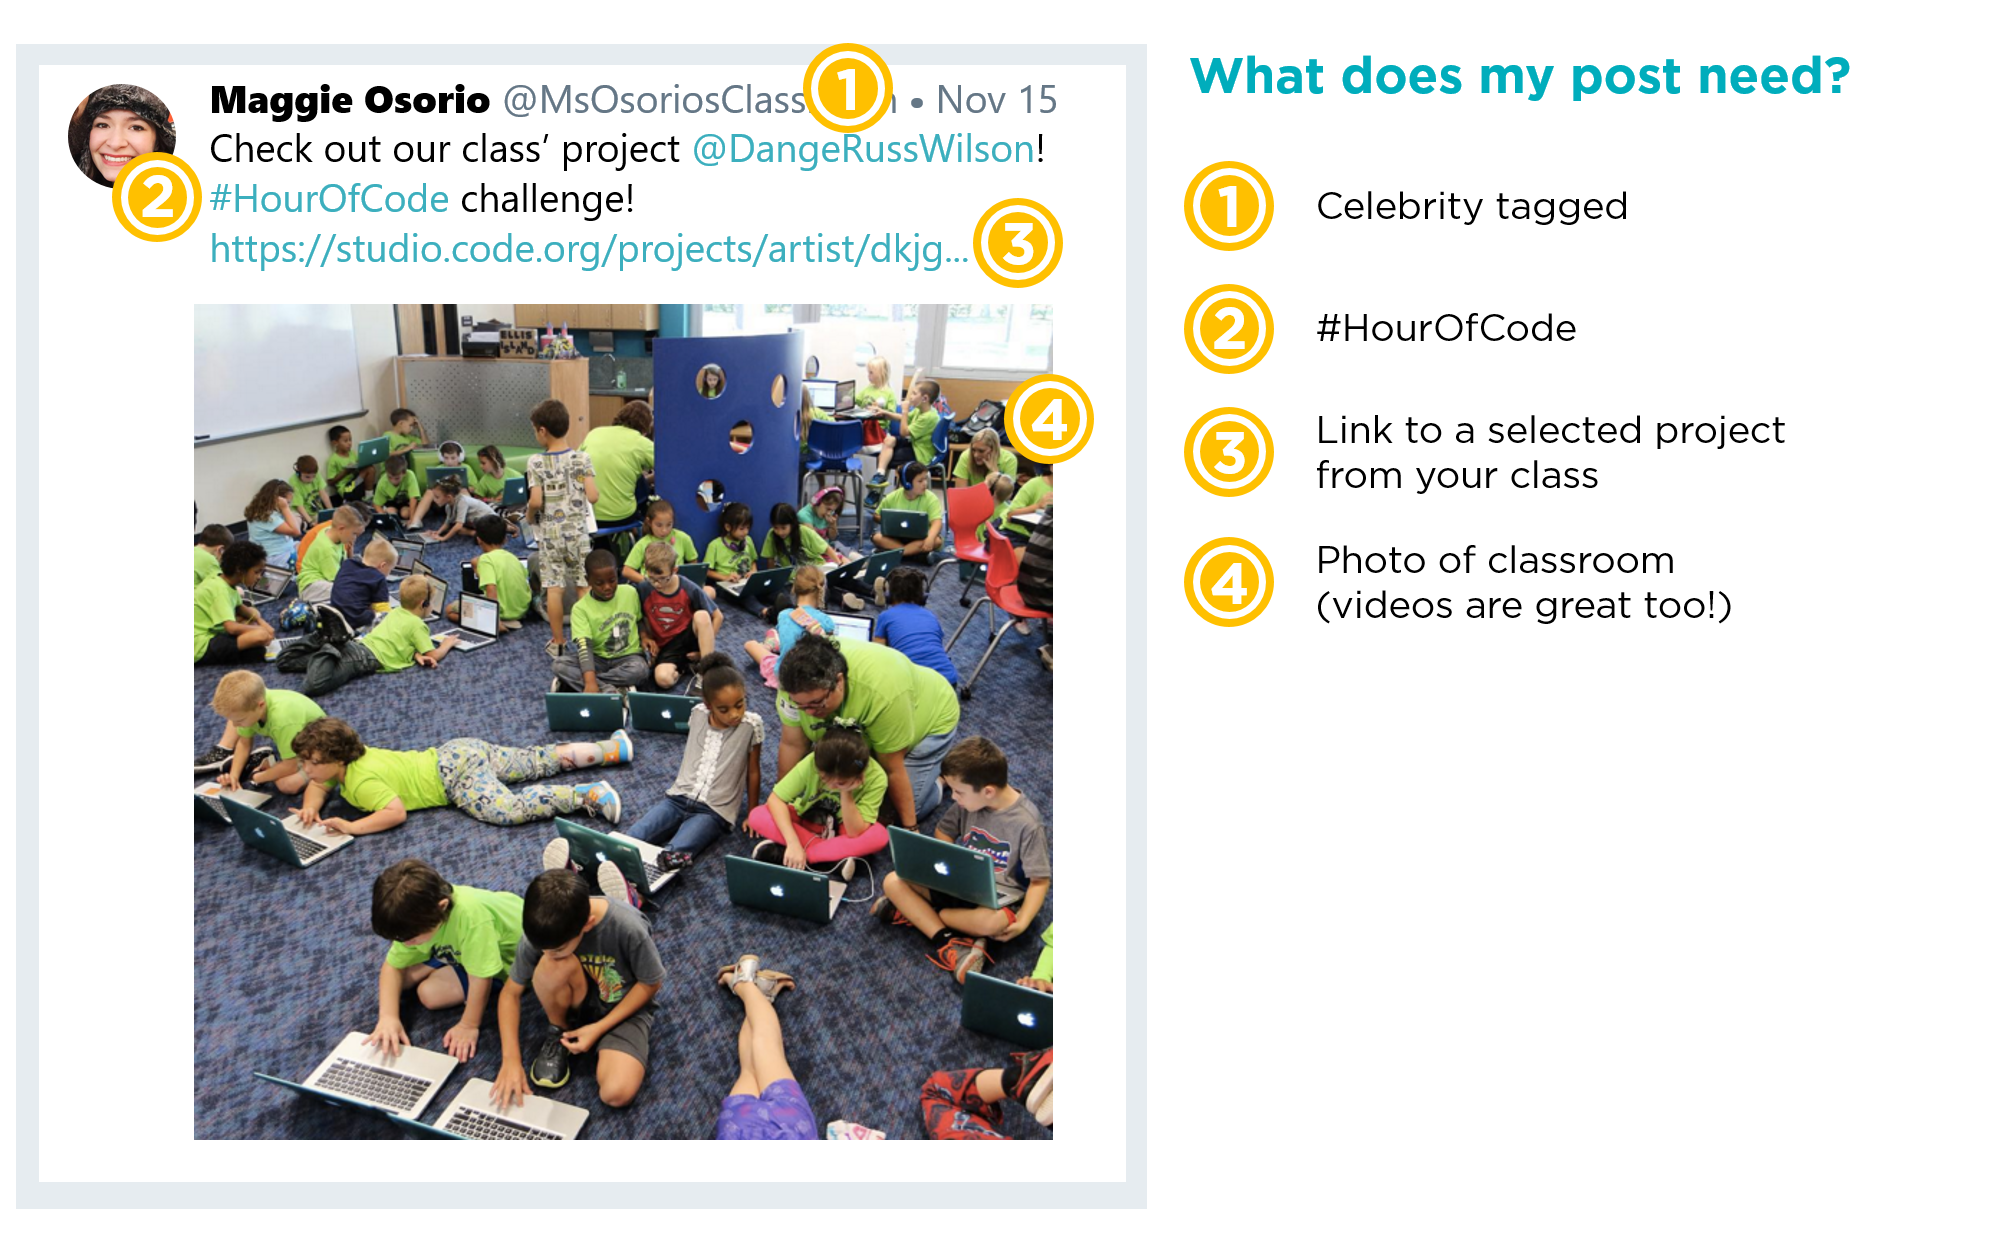 Maggie Osorio @MsOsoriosClass • Nov 15
Check out our class’ project @DangeRussWilson!
#HourOfCode challenge!
https://studio.code.org/projects/artist/dkjg...
1
2
3
4
ELLIS
ISLAND
What does my post need?
1 Celebrity tagged
2 #HourOfCode
3 Link to a selected project
from your class
4 Photo of classroom
(videos are great too!)